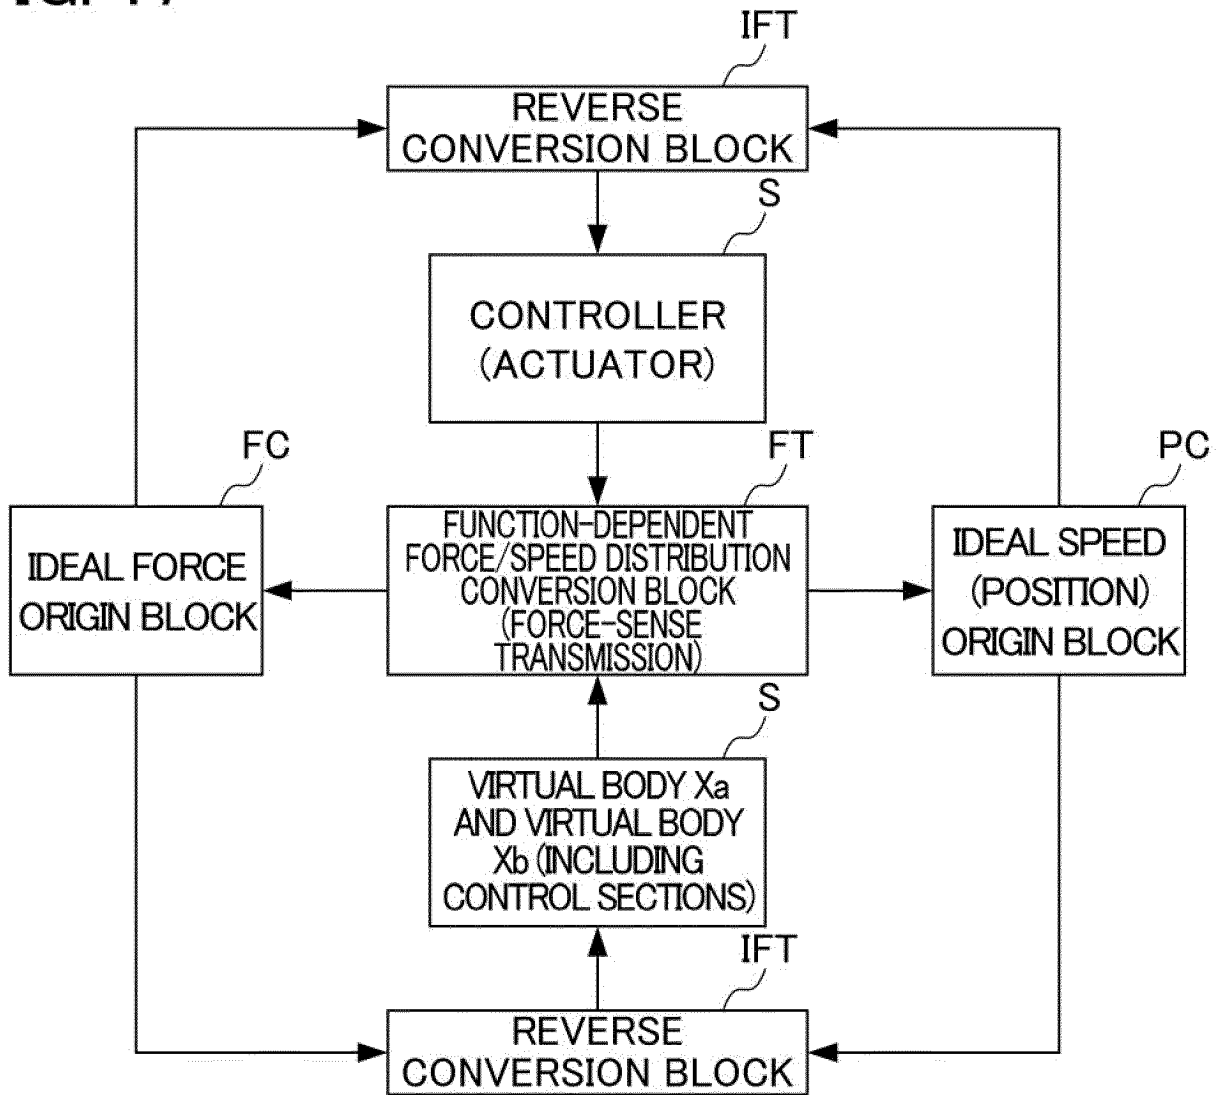 IFT
REVERSE
CONVERSION BLOCK
S
CONTROLLER
(ACTUATOR)
FC
FT
PC
IDEAL FORCE
ORIGIN BLOCK
FUNCTION-DEPENDENT
FORCE/SPEED DISTRIBUTION
CONVERSION BLOCK
(FORCE-SENSE
TRANSMISSION)
IDEAL SPEED
(POSITION)
ORIGIN BLOCK
S
VIRTUAL BODY Xa
AND VIRTUAL BODY
Xb (INCLUDING
CONTROL SECTIONS)
IFT
REVERSE
CONVERSION BLOCK